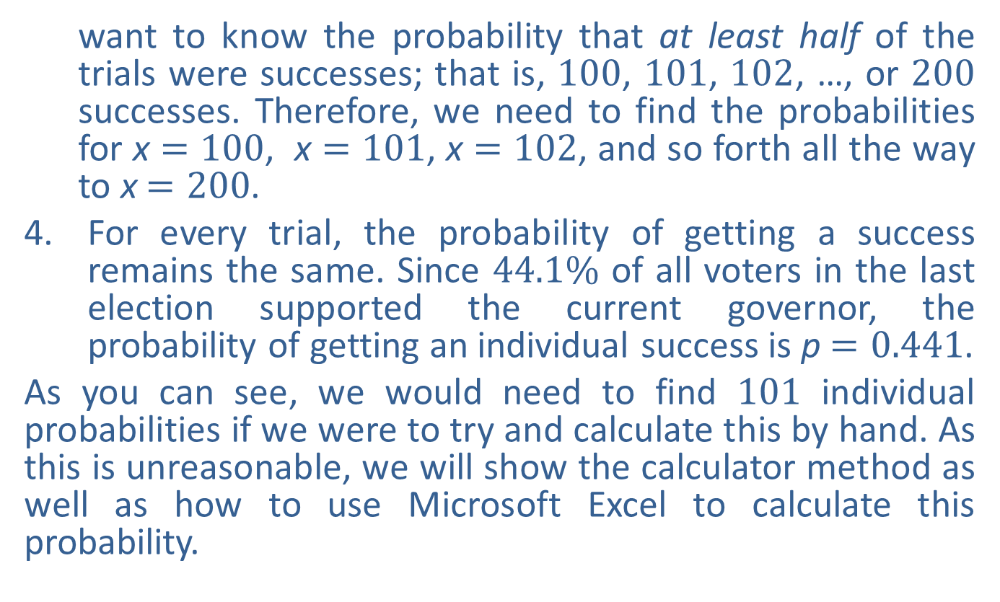 want to know the probability that at least half of the
trials were successes; that is, 100, 101, 102, …, or 200
successes. Therefore, we need to find the probabilities
for x = 100, x = 101, x = 102, and so forth all the way
to x = 200.
4. For every trial, the probability of getting a success
remains the same. Since 44.1% of all voters in the last
election supported the current governor, the
probability of getting an individual success is p = 0.441.
As you can see, we would need to find 101 individual
probabilities if we were to try and calculate this by hand. As
this is unreasonable, we will show the calculator method as
well as how to use Microsoft Excel to calculate this
probability.